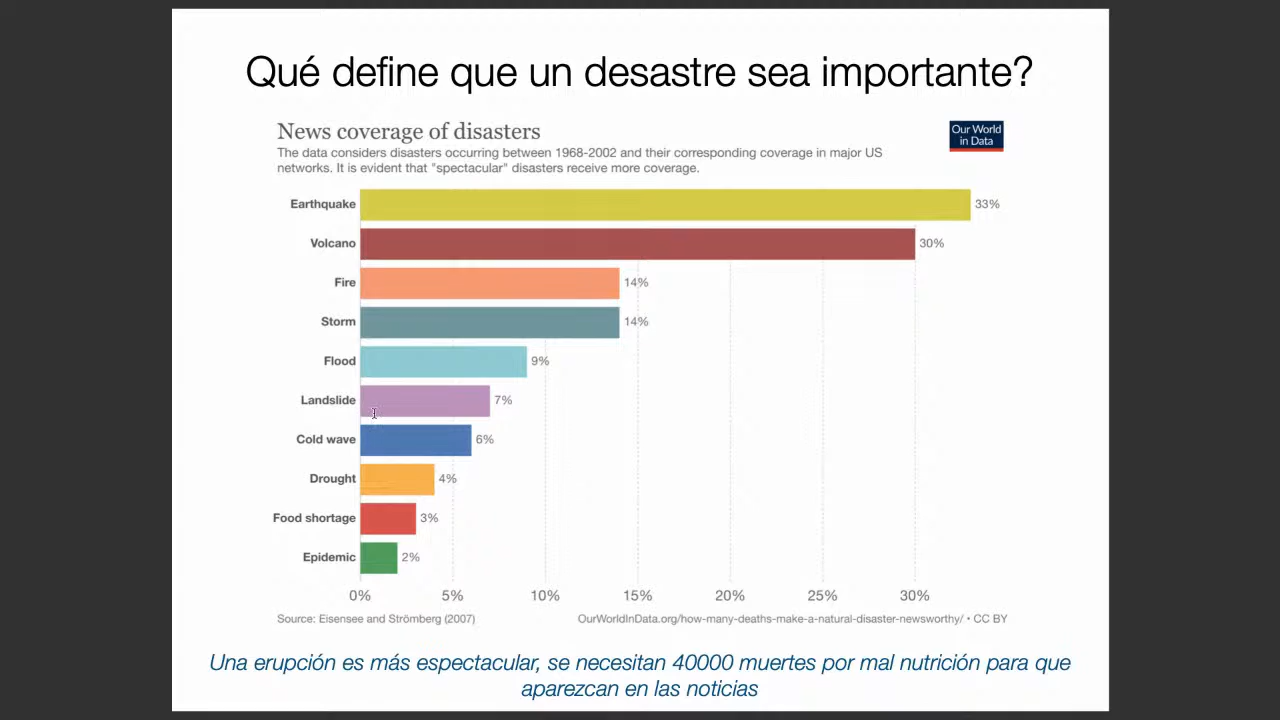 Qué define que un desastre sea importante?
News coverage of disasters
Our World
in Data
The data considers disasters occurring between 1968-2002 and their corresponding coverage in major US
networks. It is evident that "spectacular" disasters receive more coverage.
Earthquake 33%
Volcano 30%
Fire 14%
Storm 14%
Flood 9%
Landslide 7%
Cold wave 6%
Drought 4%
Food shortage 3%
Epidemic 2%
0% 5% 10% 15% 20% 25% 30%
Source: Eisensee and Strömberg (2007) OurWorldInData.org/how-many-deaths-make-a-natural-disaster-newsworthy/ • CC BY
Una erupción es más espectacular, se necesitan 40000 muertes por mal nutrición para que
aparezcan en las noticias